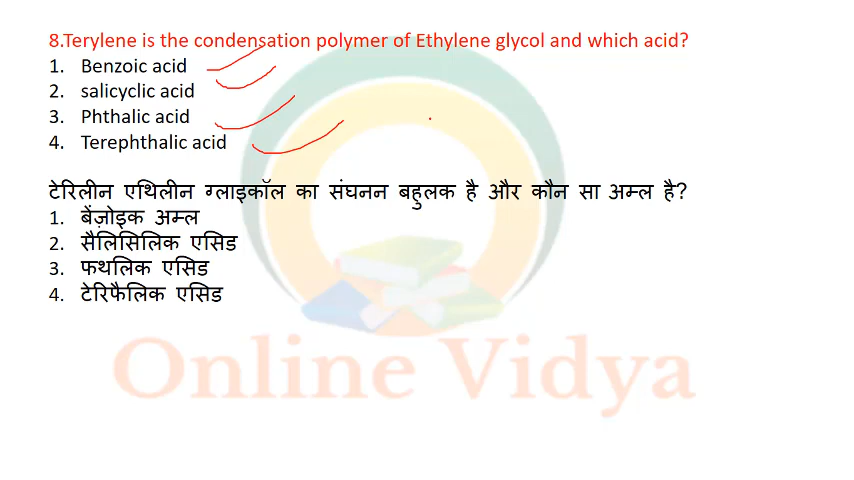 8.Terylene is the condensation polymer of Ethylene glycol and which acid?
1. Benzoic acid
2. salicyclic acid
3. Phthalic acid
4. Terephthalic acid
टेरिलीन एथिलीन ग्लाइकॉल का संघनन बहुलक है और कौन सा अम्ल है?
1. बेंज़ोइक अम्ल
2. सैलिसिलिक एसिड
3. फथलिक एसिड
4. टेरिफैलिक एसिड
Online Vidya